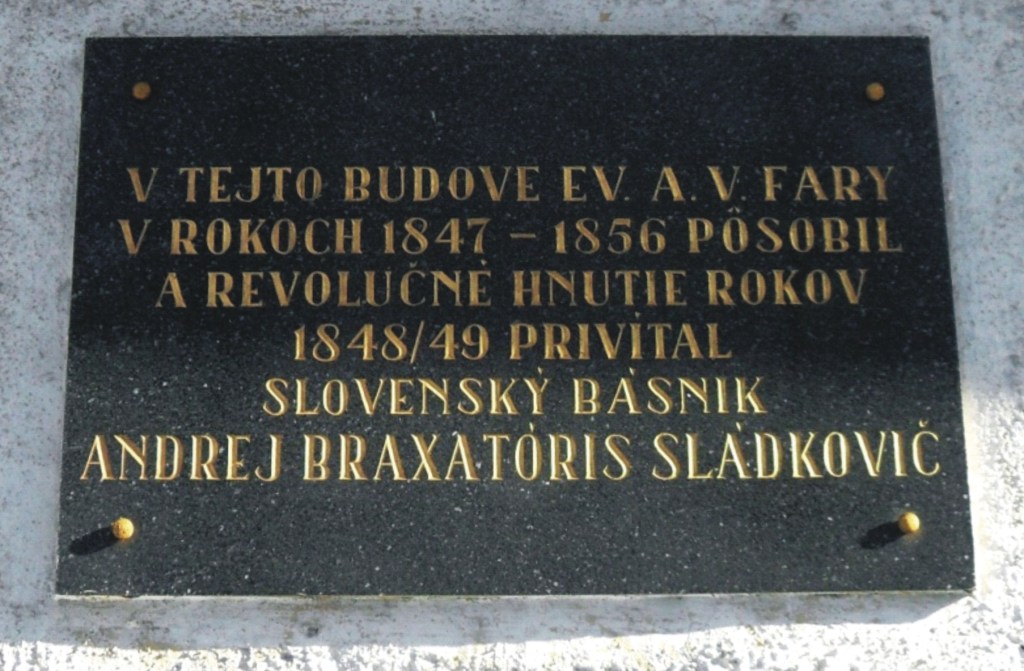 V TEJTO BUDOVE EV. A. V. FARY
V ROKOCH 1847 – 1856 PÔSOBIL
A REVOLUČNÉ HNUTIE ROKOV
1848/49 PRIVÍTAL
SLOVENSKÝ BÁSNIK
ANDREJ BRAXATÓRIS SLÁDKOVIČ